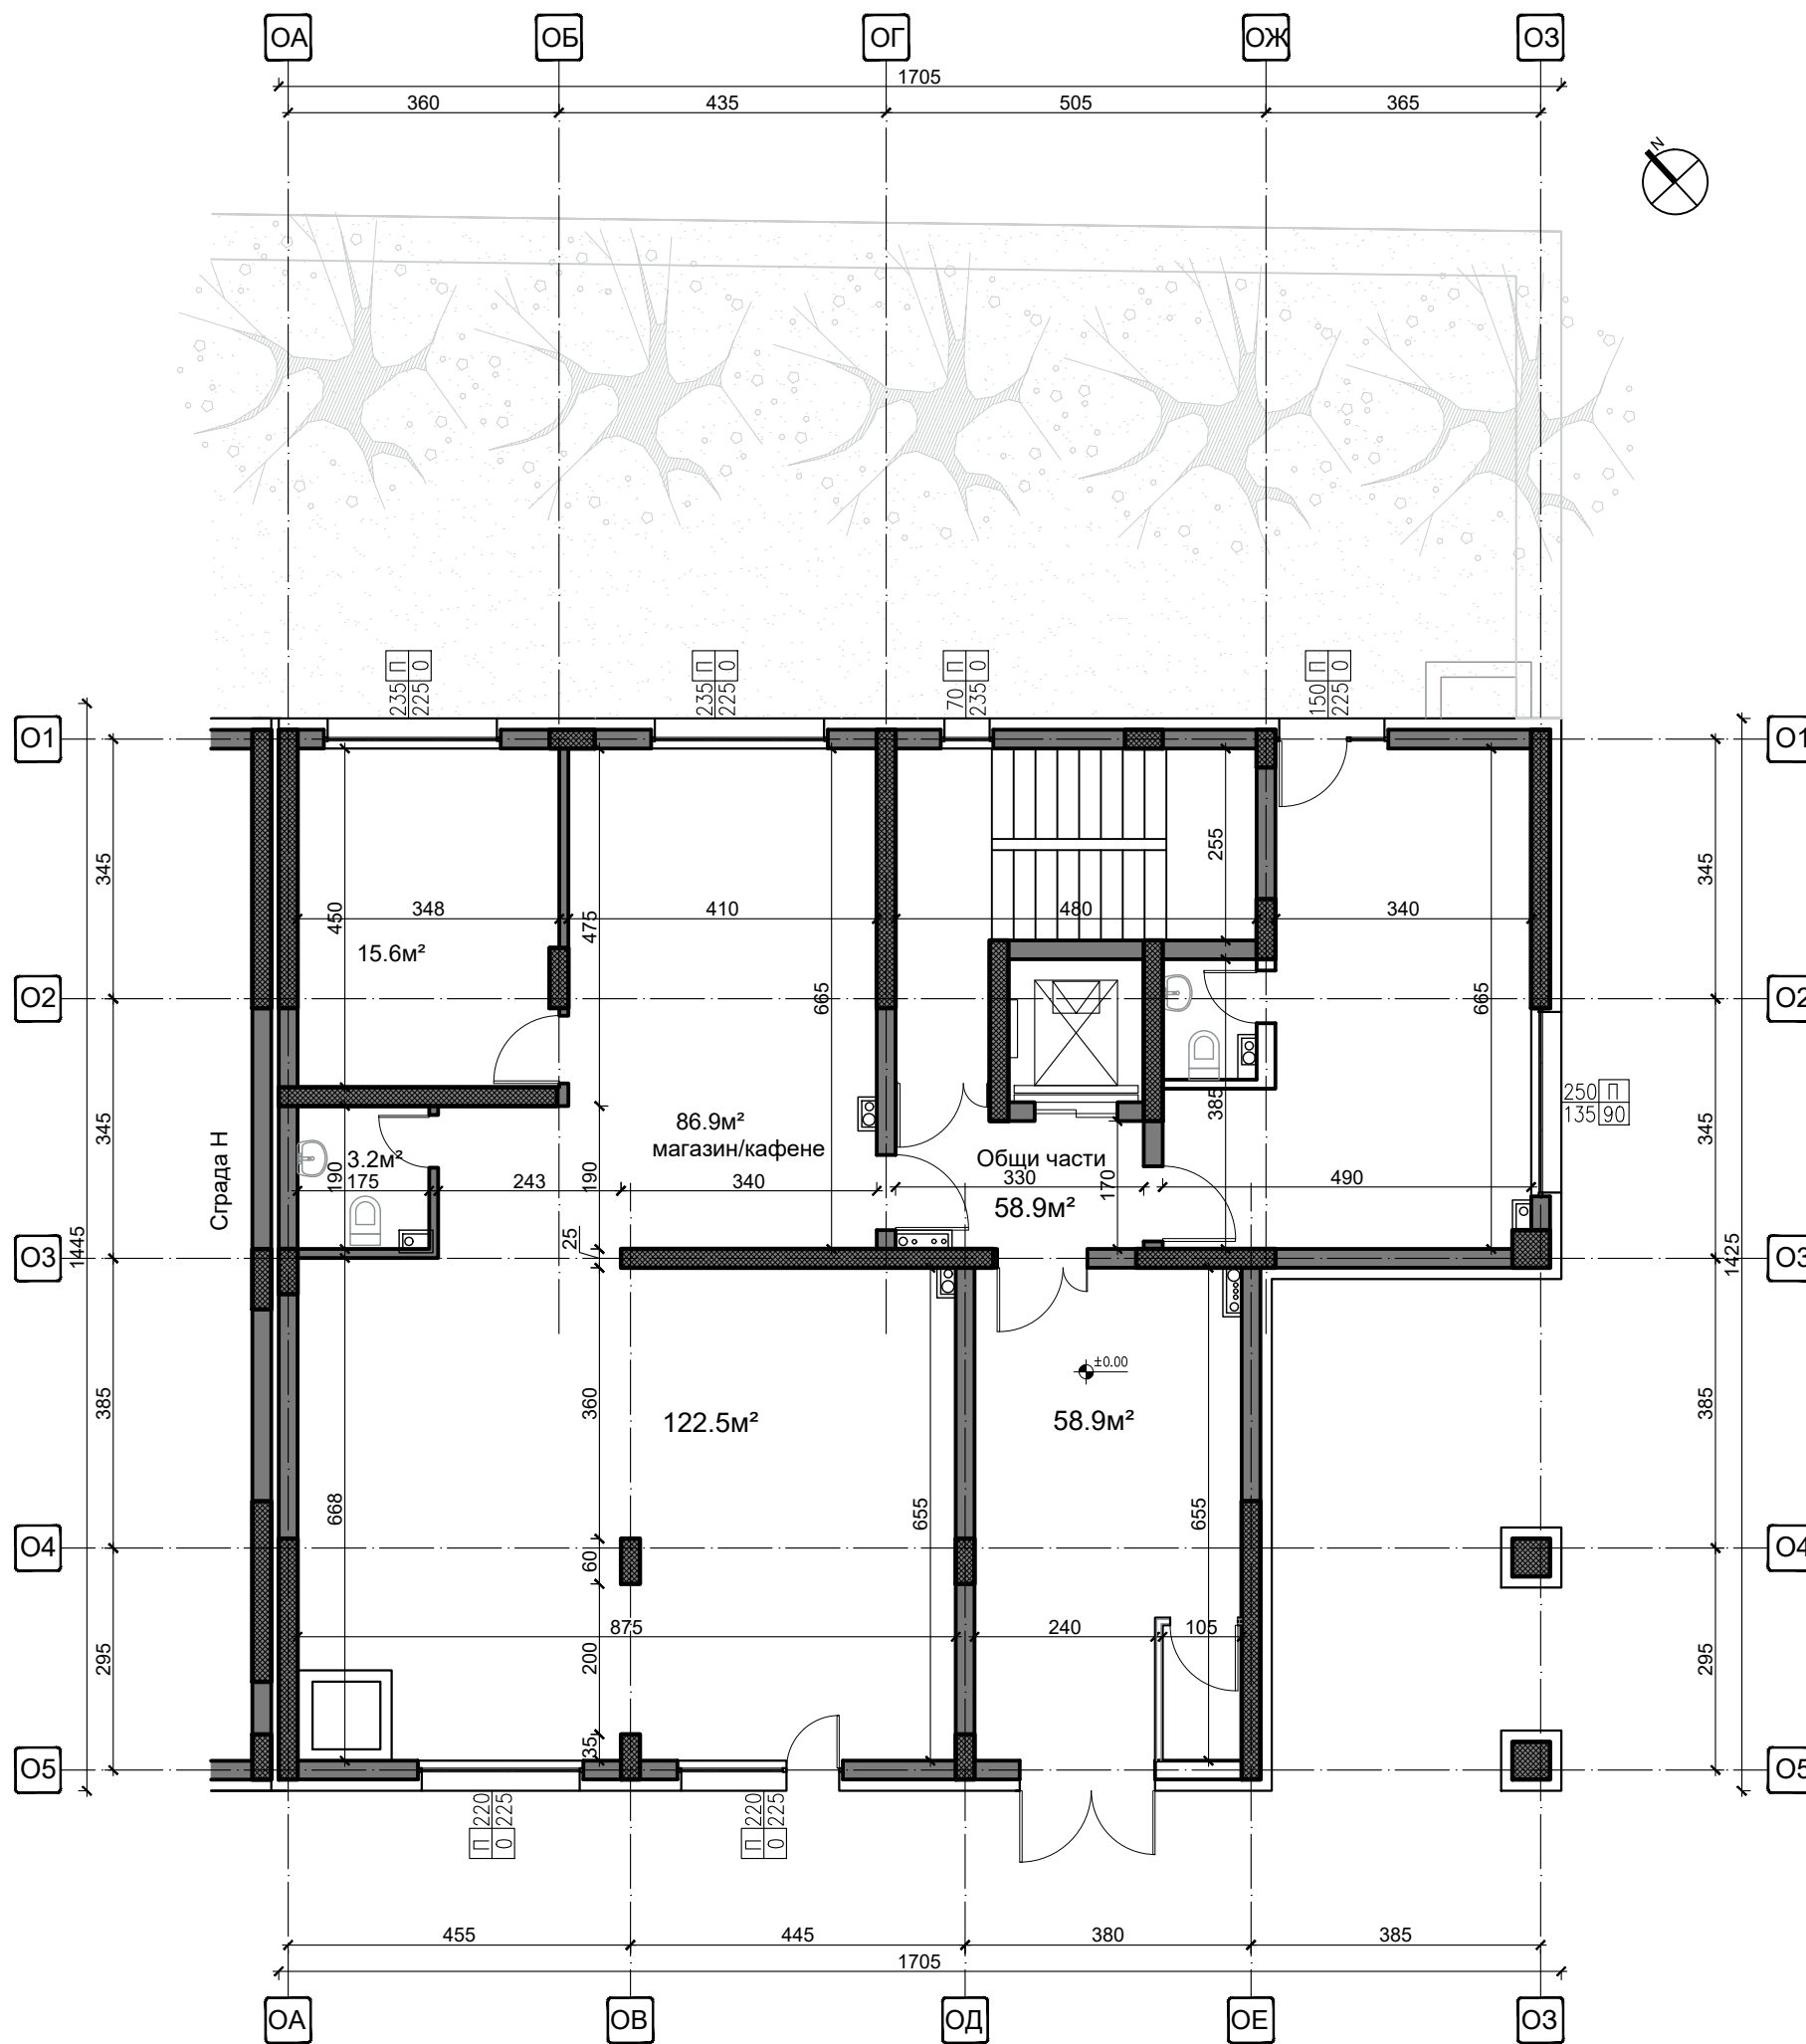 ОА ОБ ОГ ОЖ ОЗ
1705
360 435 505 365
N
235 П
225 0
235 П
225 0
70 П
235 0
150 П
225 0
О1 О1
345 345
255
450 348 475 410 480 340
15.6м²
665 665
О2 О2
250 П
135 90
385
86.9м²
магазин/кафене
345 345
Сграда Н
3.2м²
Общи части
190 175 243 190 340 330 170 490
58.9м²
25
О3 О3
1445 1425
±0.00
385 360 385
122.5м² 58.9м²
668 655 655
О4 О4
60
875 240 105
295 200 295
35
О5 О5
П 220
0 225
П 220
0 225
455 445 380 385
1705
ОА ОВ ОД ОЕ ОЗ